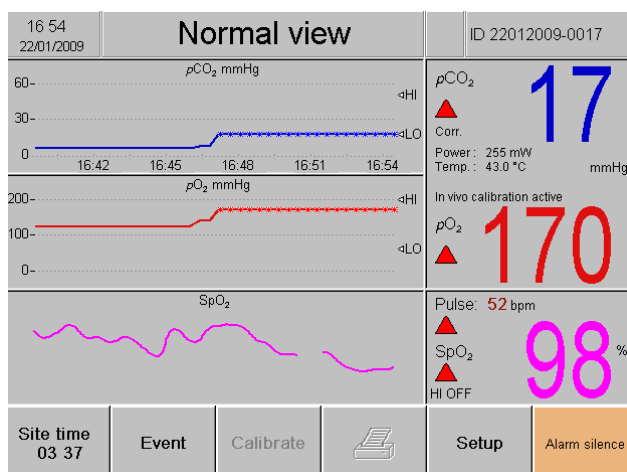 16 54
22/01/2009
Normal view
ID 22012009-0017
pCO₂ mmHg
60
30
0
◁HI
◁LO
16:42 16:45 16:48 16:51 16:54
pO₂ mmHg
200
100
0
◁HI
◁LO
SpO₂
pCO₂
17
Corr.
Power : 255 mW
Temp. : 43.0 °C
mmHg
In vivo calibration active
pO₂
170
Pulse: 52 bpm
SpO₂
98
%
HI OFF
Site time
03 37
Event
Calibrate
Setup
Alarm silence